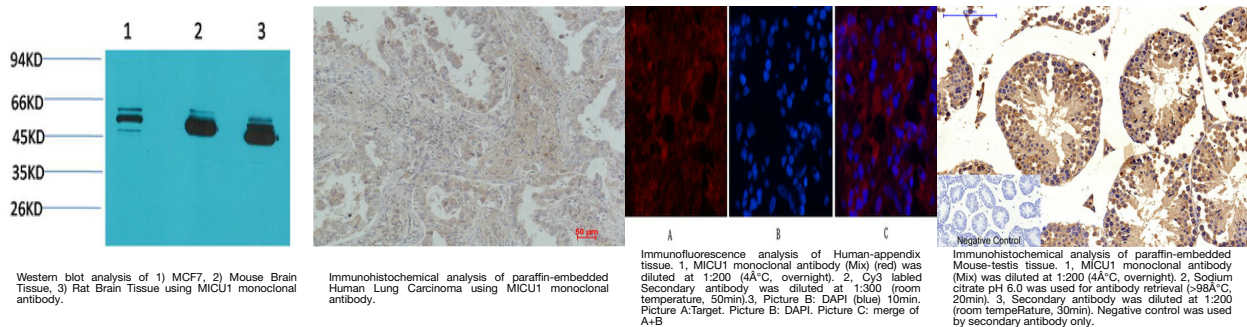 1 2 3
94KD
66KD
45KD
35KD
26KD
Western blot analysis of 1) MCF7, 2) Mouse Brain
Tissue, 3) Rat Brain Tissue using MICU1 monoclonal
antibody.
50 µm
Immunohistochemical analysis of paraffin-embedded
Human Lung Carcinoma using MICU1 monoclonal
antibody.
A B C
Immunofluorescence analysis of Human-appendix
tissue. 1, MICU1 monoclonal antibody (Mix) (red) was
diluted at 1:200 (4Â°C, overnight). 2, Cy3 labled
Secondary antibody was diluted at 1:300 (room
temperature, 50min).3, Picture B: DAPI (blue) 10min.
Picture A:Target. Picture B: DAPI. Picture C: merge of
A+B
Negative Control
Immunohistochemical analysis of paraffin-embedded
Mouse-testis tissue. 1, MICU1 monoclonal antibody
(Mix) was diluted at 1:200 (4Â°C, overnight). 2, Sodium
citrate pH 6.0 was used for antibody retrieval (>98Â°C,
20min). 3, Secondary antibody was diluted at 1:200
(room tempeRature, 30min). Negative control was used
by secondary antibody only.